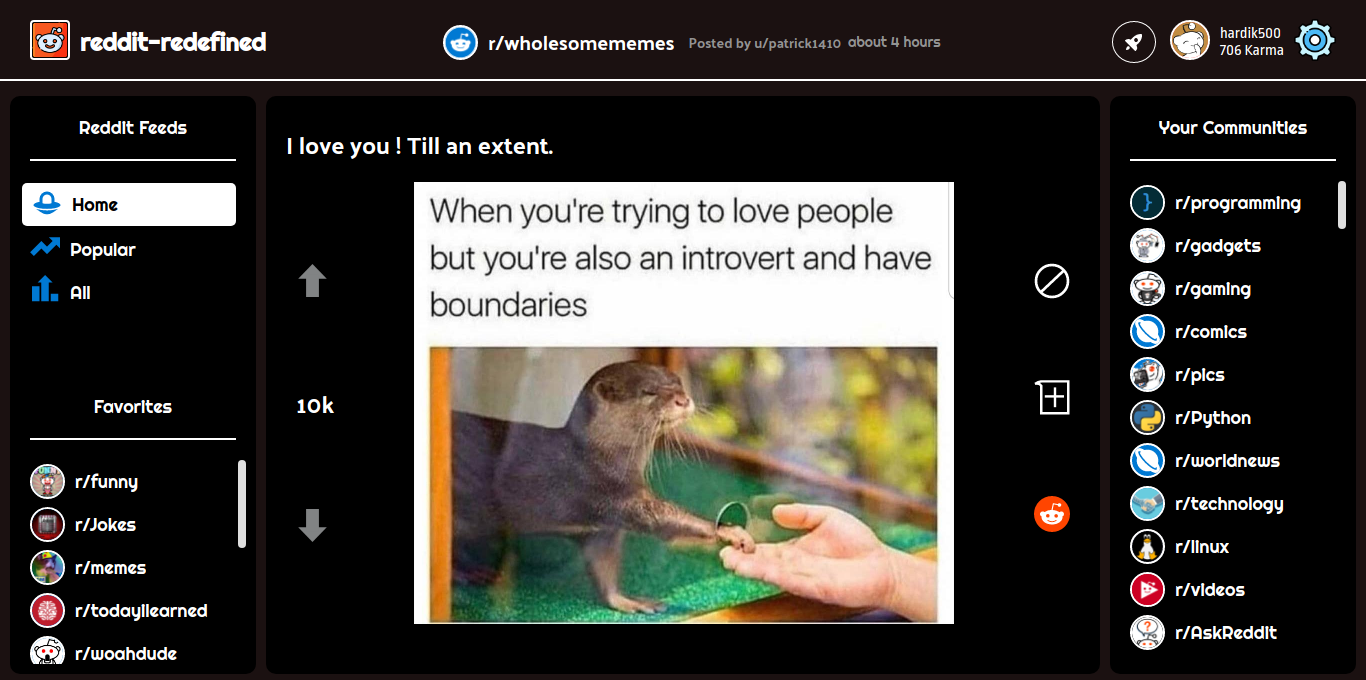 reddit-redefined
r/wholesomememes Posted by u/patrick1410 about 4 hours
hardik500
706 Karma
Reddit Feeds
Home
Popular
All
Favorites
r/funny
r/Jokes
r/memes
r/todayilearned
r/woahdude
I love you ! Till an extent.
10k
When you're trying to love people
but you're also an introvert and have
boundaries
Your Communities
r/programming
r/gadgets
r/gaming
r/comics
r/pics
r/Python
r/worldnews
r/technology
r/linux
r/videos
r/AskReddit